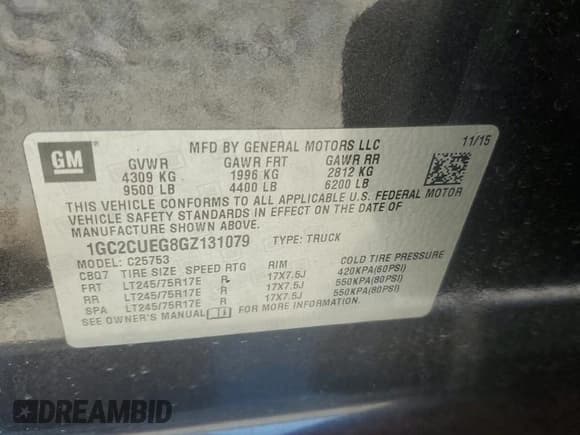 GM
MFD BY GENERAL MOTORS LLC 11/15
GVWR GAWR FRT GAWR RR
4309 KG 1996 KG 2812 KG
9500 LB 4400 LB 6200 LB
THIS VEHICLE CONFORMS TO ALL APPLICABLE U.S. FEDERAL MOTOR
VEHICLE SAFETY STANDARDS IN EFFECT ON THE DATE OF
MANUFACTURE SHOWN ABOVE.
1GC2CUEG8GZ131079 TYPE: TRUCK
MODEL: C25753
CBQ7 TIRE SIZE SPEED RTG RIM COLD TIRE PRESSURE
FRT LT245/75R17E R 17X7.5J 420KPA(60PSI)
RR LT245/75R17E R 17X7.5J 550KPA(80PSI)
SPA LT245/75R17E R 17X7.5J 550KPA(80PSI)
SEE OWNER'S MANUAL FOR MORE INFORMATION.
DREAMBID